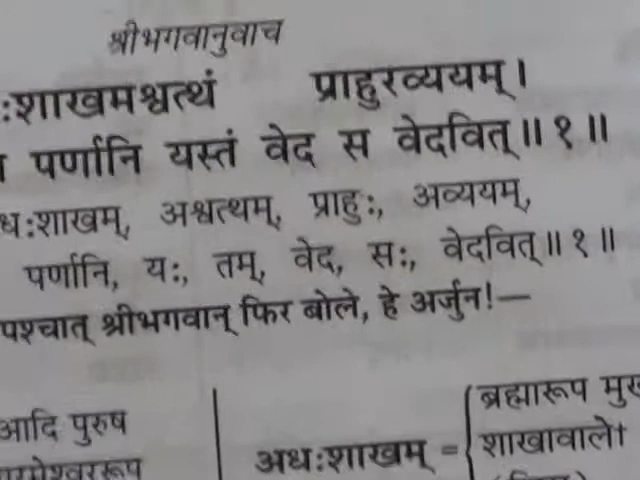 श्रीभगवानुवाच
:शाखमश्वत्थं प्राहुरव्ययम्।
पर्णानि यस्तं वेद स वेदवित्॥१॥
ध:शाखम्, अश्वत्थम्, प्राहु:, अव्ययम्,
पर्णानि, य:, तम्, वेद, स:, वेदवित्॥१॥
पश्चात् श्रीभगवान् फिर बोले, हे अर्जुन!—
आदि पुरुष
ब्रह्मारूप मुख
अध:शाखम् = शाखावाले†